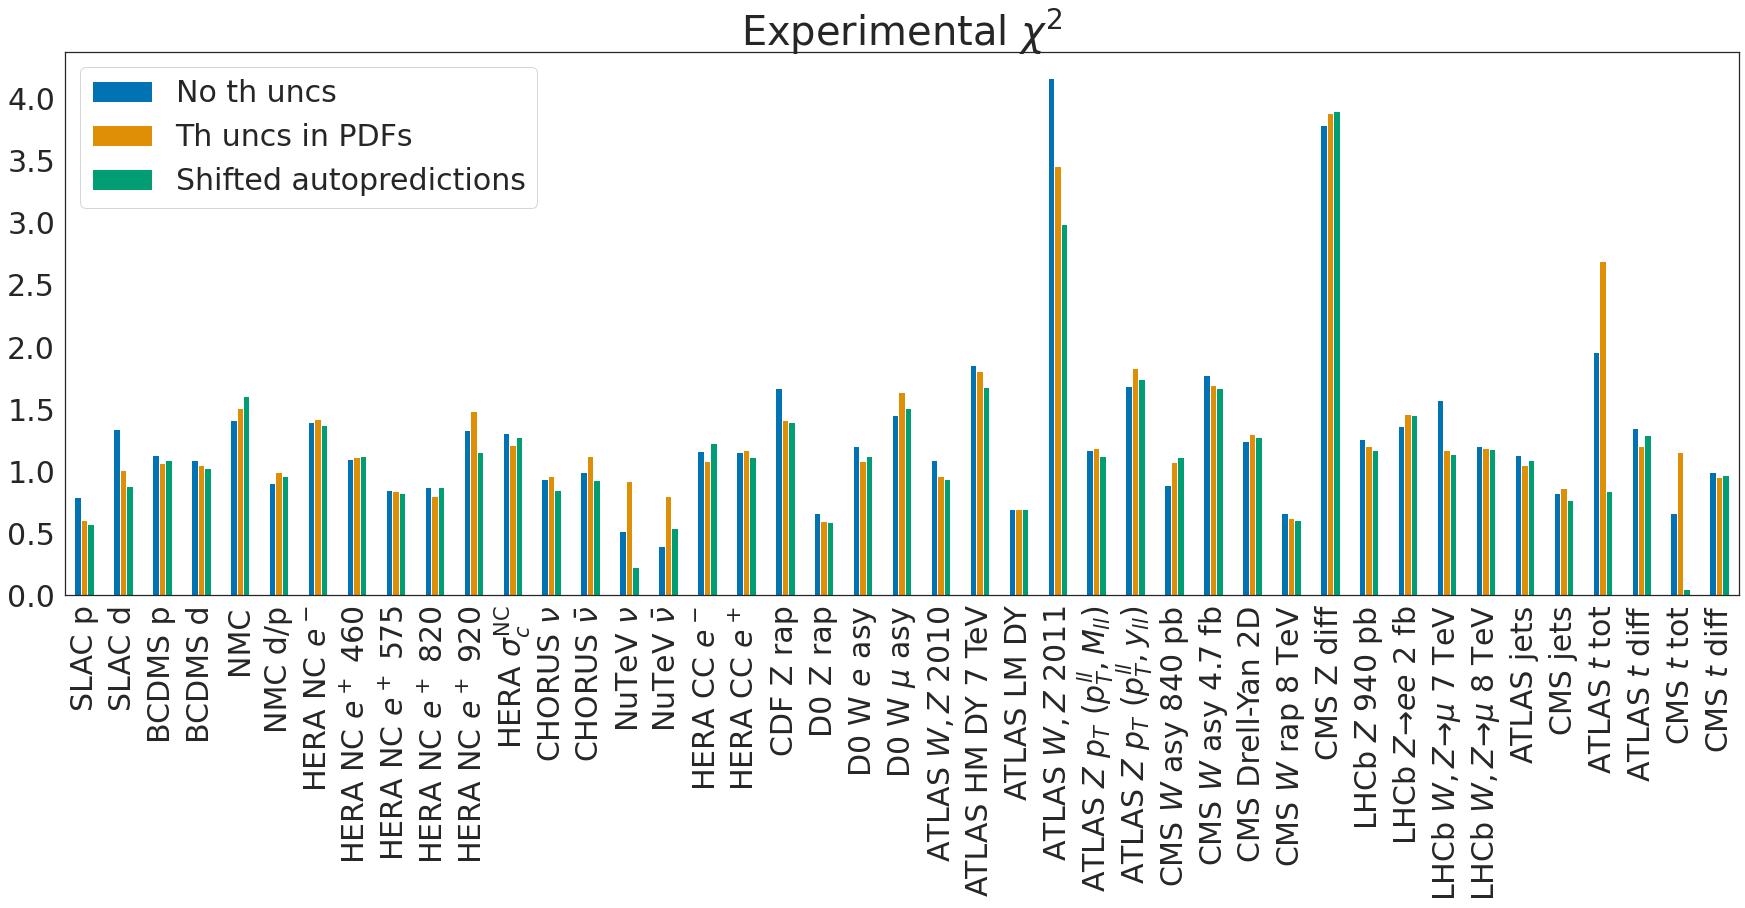 Experimental χ²
No th uncs
Th uncs in PDFs
Shifted autopredictions
4.0
3.5
3.0
2.5
2.0
1.5
1.0
0.5
0.0
SLAC p
SLAC d
BCDMS p
BCDMS d
NMC
NMC d/p
HERA NC e⁻
HERA NC e⁺ 460
HERA NC e⁺ 575
HERA NC e⁺ 820
HERA NC e⁺ 920
HERA σ_c^NC
CHORUS ν
CHORUS ν̄
NuTeV ν
NuTeV ν̄
HERA CC e⁻
HERA CC e⁺
CDF Z rap
D0 Z rap
D0 W e asy
D0 W μ asy
ATLAS W, Z 2010
ATLAS HM DY 7 TeV
ATLAS LM DY
ATLAS W, Z 2011
ATLAS Z p_T (p_T^ll, M_ll)
ATLAS Z p_T (p_T^ll, y_ll)
CMS W asy 840 pb
CMS W asy 4.7 fb
CMS Drell-Yan 2D
CMS W rap 8 TeV
CMS Z diff
LHCb Z 940 pb
LHCb Z→ee 2 fb
LHCb W, Z→μ 7 TeV
LHCb W, Z→μ 8 TeV
ATLAS jets
CMS jets
ATLAS t tot
ATLAS t diff
CMS t tot
CMS t diff